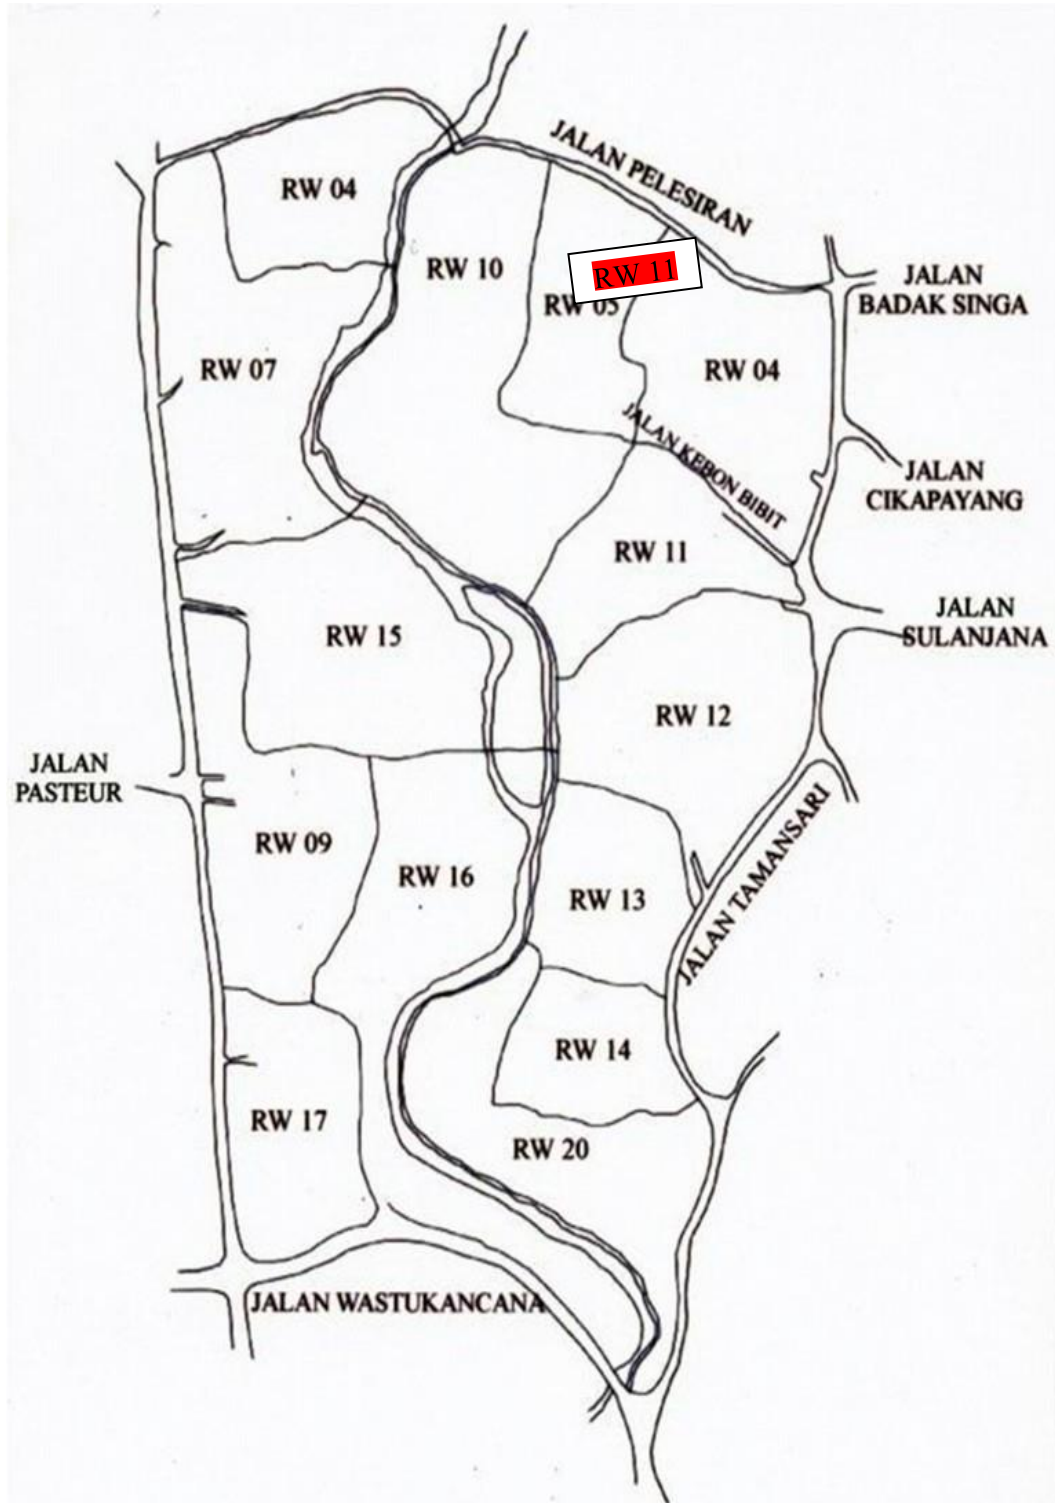 JALAN PELESIRAN
RW 04
RW 10
RW 11
RW 05
JALAN
BADAK SINGA
RW 07
RW 04
JALAN KEBON BIBIT
JALAN
CIKAPAYANG
RW 11
JALAN
SULANJANA
RW 15
RW 12
JALAN
PASTEUR
JALAN TAMANSARI
RW 09
RW 16
RW 13
RW 14
RW 17
RW 20
JALAN WASTUKANCANA